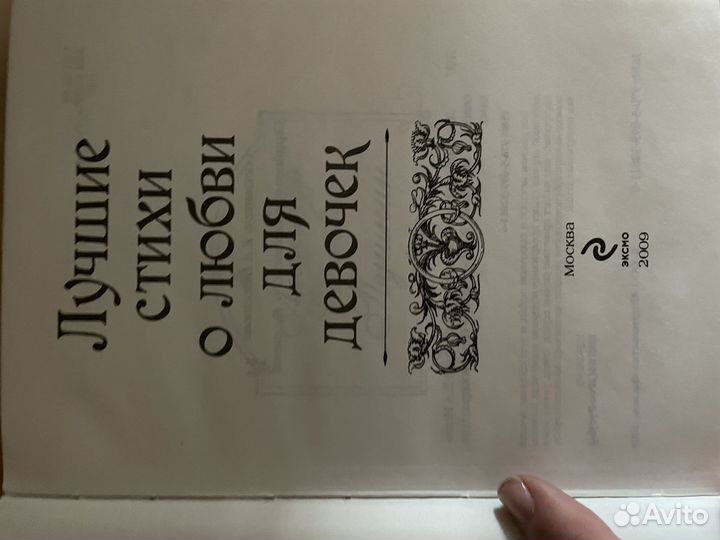 Лучшие
стихи
о любви
для
девочек
Москва
эксмо
2009
Avito